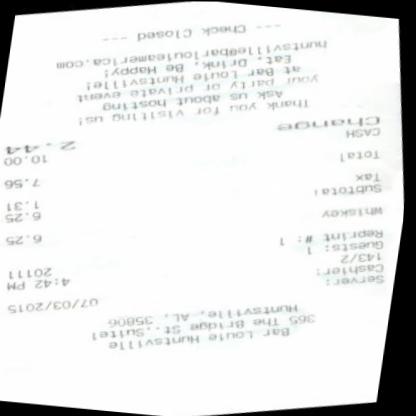 Bar Louie Huntsville
365 The Bridge St.,Suite!
Huntsville, AL, 35806
Server: 07/03/2015
Cashier: 4:42 PM
143/2 20111
Guests: 1
Reprint #: 1
Whiskey 6.25
Subtotal 6.25
Tax 1.31
Total 7.56
CASH 10.00
Change 2.44
Thank you for visiting us!
Ask us about hosting
your party or private event
at Bar Louie Huntsville!
Eat, Drink, Be Happy!
huntsville@barlouieamerica.com
--- Check Closed ---